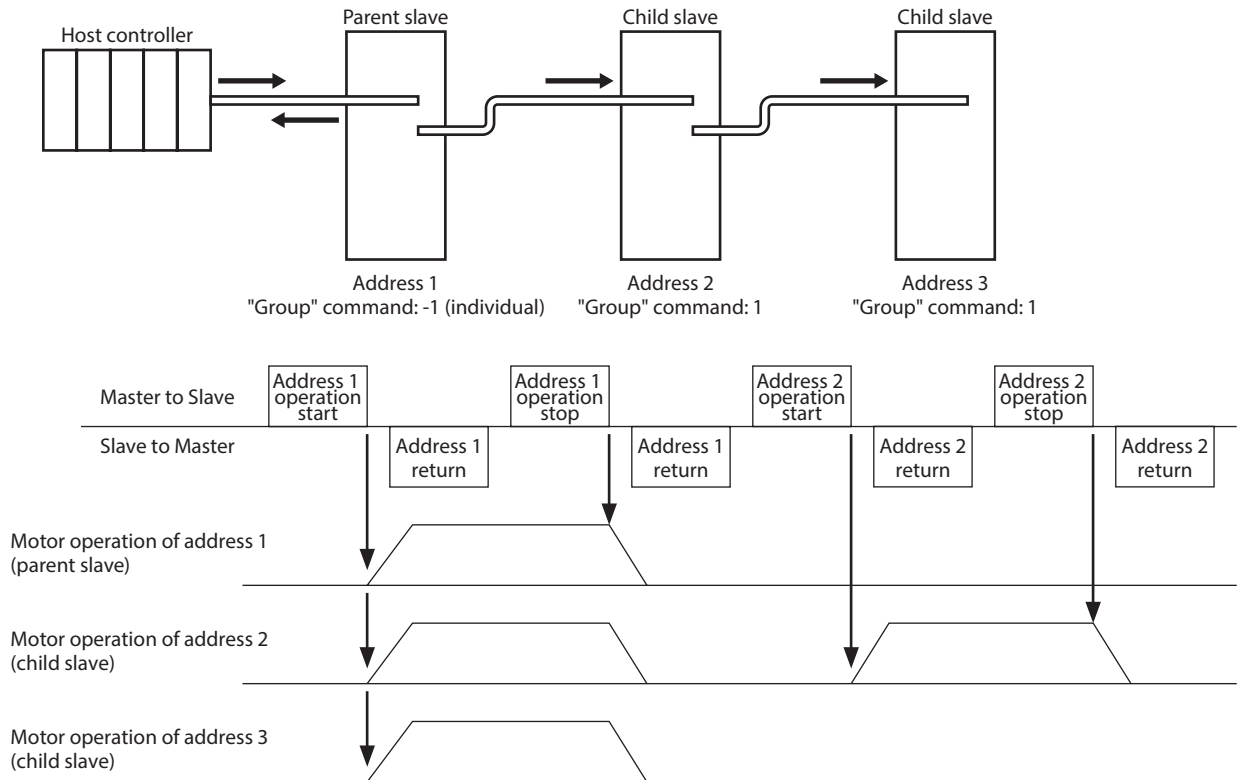 Host controller
Parent slave
Child slave
Child slave
Address 1
"Group" command: -1 (individual)
Address 2
"Group" command: 1
Address 3
"Group" command: 1
Master to Slave
Address 1
operation
start
Address 1
operation
stop
Address 2
operation
start
Address 2
operation
stop
Slave to Master
Address 1
return
Address 1
return
Address 2
return
Address 2
return
Motor operation of address 1
(parent slave)
Motor operation of address 2
(child slave)
Motor operation of address 3
(child slave)